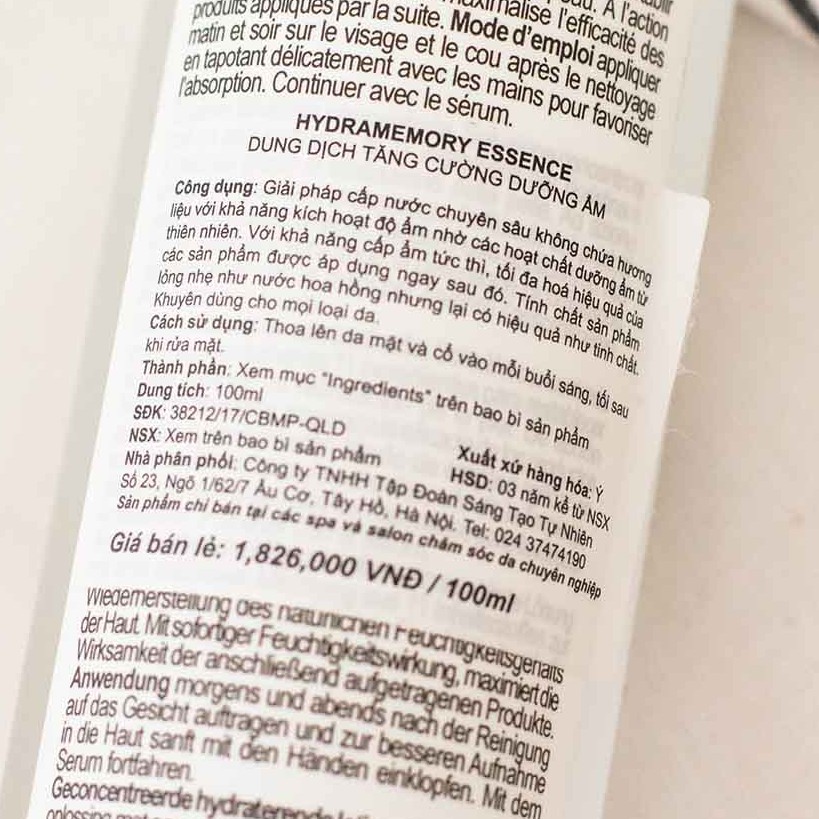 A l'action
maximalise l'efficacité des
produits appliqués par la suite. Mode d'emploi appliquer
matin et soir sur le visage et le cou après le nettoyage
en tapotant délicatement avec les mains pour favoriser
l'absorption. Continuer avec le sérum.
HYDRAMEMORY ESSENCE
DUNG DỊCH TĂNG CƯỜNG DƯỠNG ẨM
Công dụng: Giải pháp cấp nước chuyên sâu không chứa hương
liệu với khả năng kích hoạt độ ẩm nhờ các hoạt chất dưỡng ẩm từ
thiên nhiên. Với khả năng cấp ẩm tức thì, tối đa hoá hiệu quả của
các sản phẩm được áp dụng ngay sau đó. Tính chất sản phẩm
lỏng nhẹ như nước hoa hồng nhưng lại có hiệu quả như tinh chất.
Khuyên dùng cho mọi loại da.
Cách sử dụng: Thoa lên da mặt và cổ vào mỗi buổi sáng, tối sau
khi rửa mặt.
Thành phần: Xem mục "Ingredients" trên bao bì sản phẩm
Dung tích: 100ml
SĐK: 38212/17/CBMP-QLD
Xuất xứ hàng hóa: Ý
NSX: Xem trên bao bì sản phẩm
HSD: 03 năm kể từ NSX
Nhà phân phối: Công ty TNHH Tập Đoàn Sáng Tạo Tự Nhiên
Số 23, Ngõ 1/62/7 Âu Cơ, Tây Hồ, Hà Nội. Tel: 024 37474190
Sản phẩm chỉ bán tại các spa và salon chăm sóc da chuyên nghiệp
Giá bán lẻ: 1,826,000 VNĐ / 100ml
Wiederherstellung des natürlichen Feuchtigkeitsgehalts
der Haut. Mit sofortiger Feuchtigkeitswirkung, maximiert die
Wirksamkeit der anschließend aufgetragenen Produkte.
Anwendung morgens und abends nach der Reinigung
auf das Gesicht auftragen und zur besseren Aufnahme
in die Haut sanft mit den Händen einklopfen. Mit dem
Serum fortfahren.
Geconcentreerde hydraterende